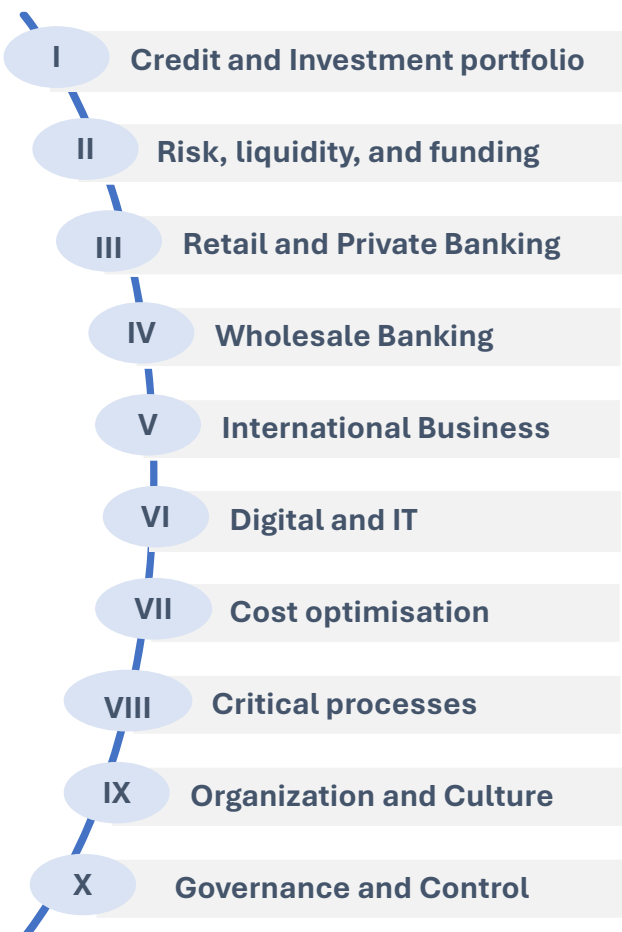 I Credit and Investment portfolio
II Risk, liquidity, and funding
III Retail and Private Banking
IV Wholesale Banking
V International Business
VI Digital and IT
VII Cost optimisation
VIII Critical processes
IX Organization and Culture
X Governance and Control